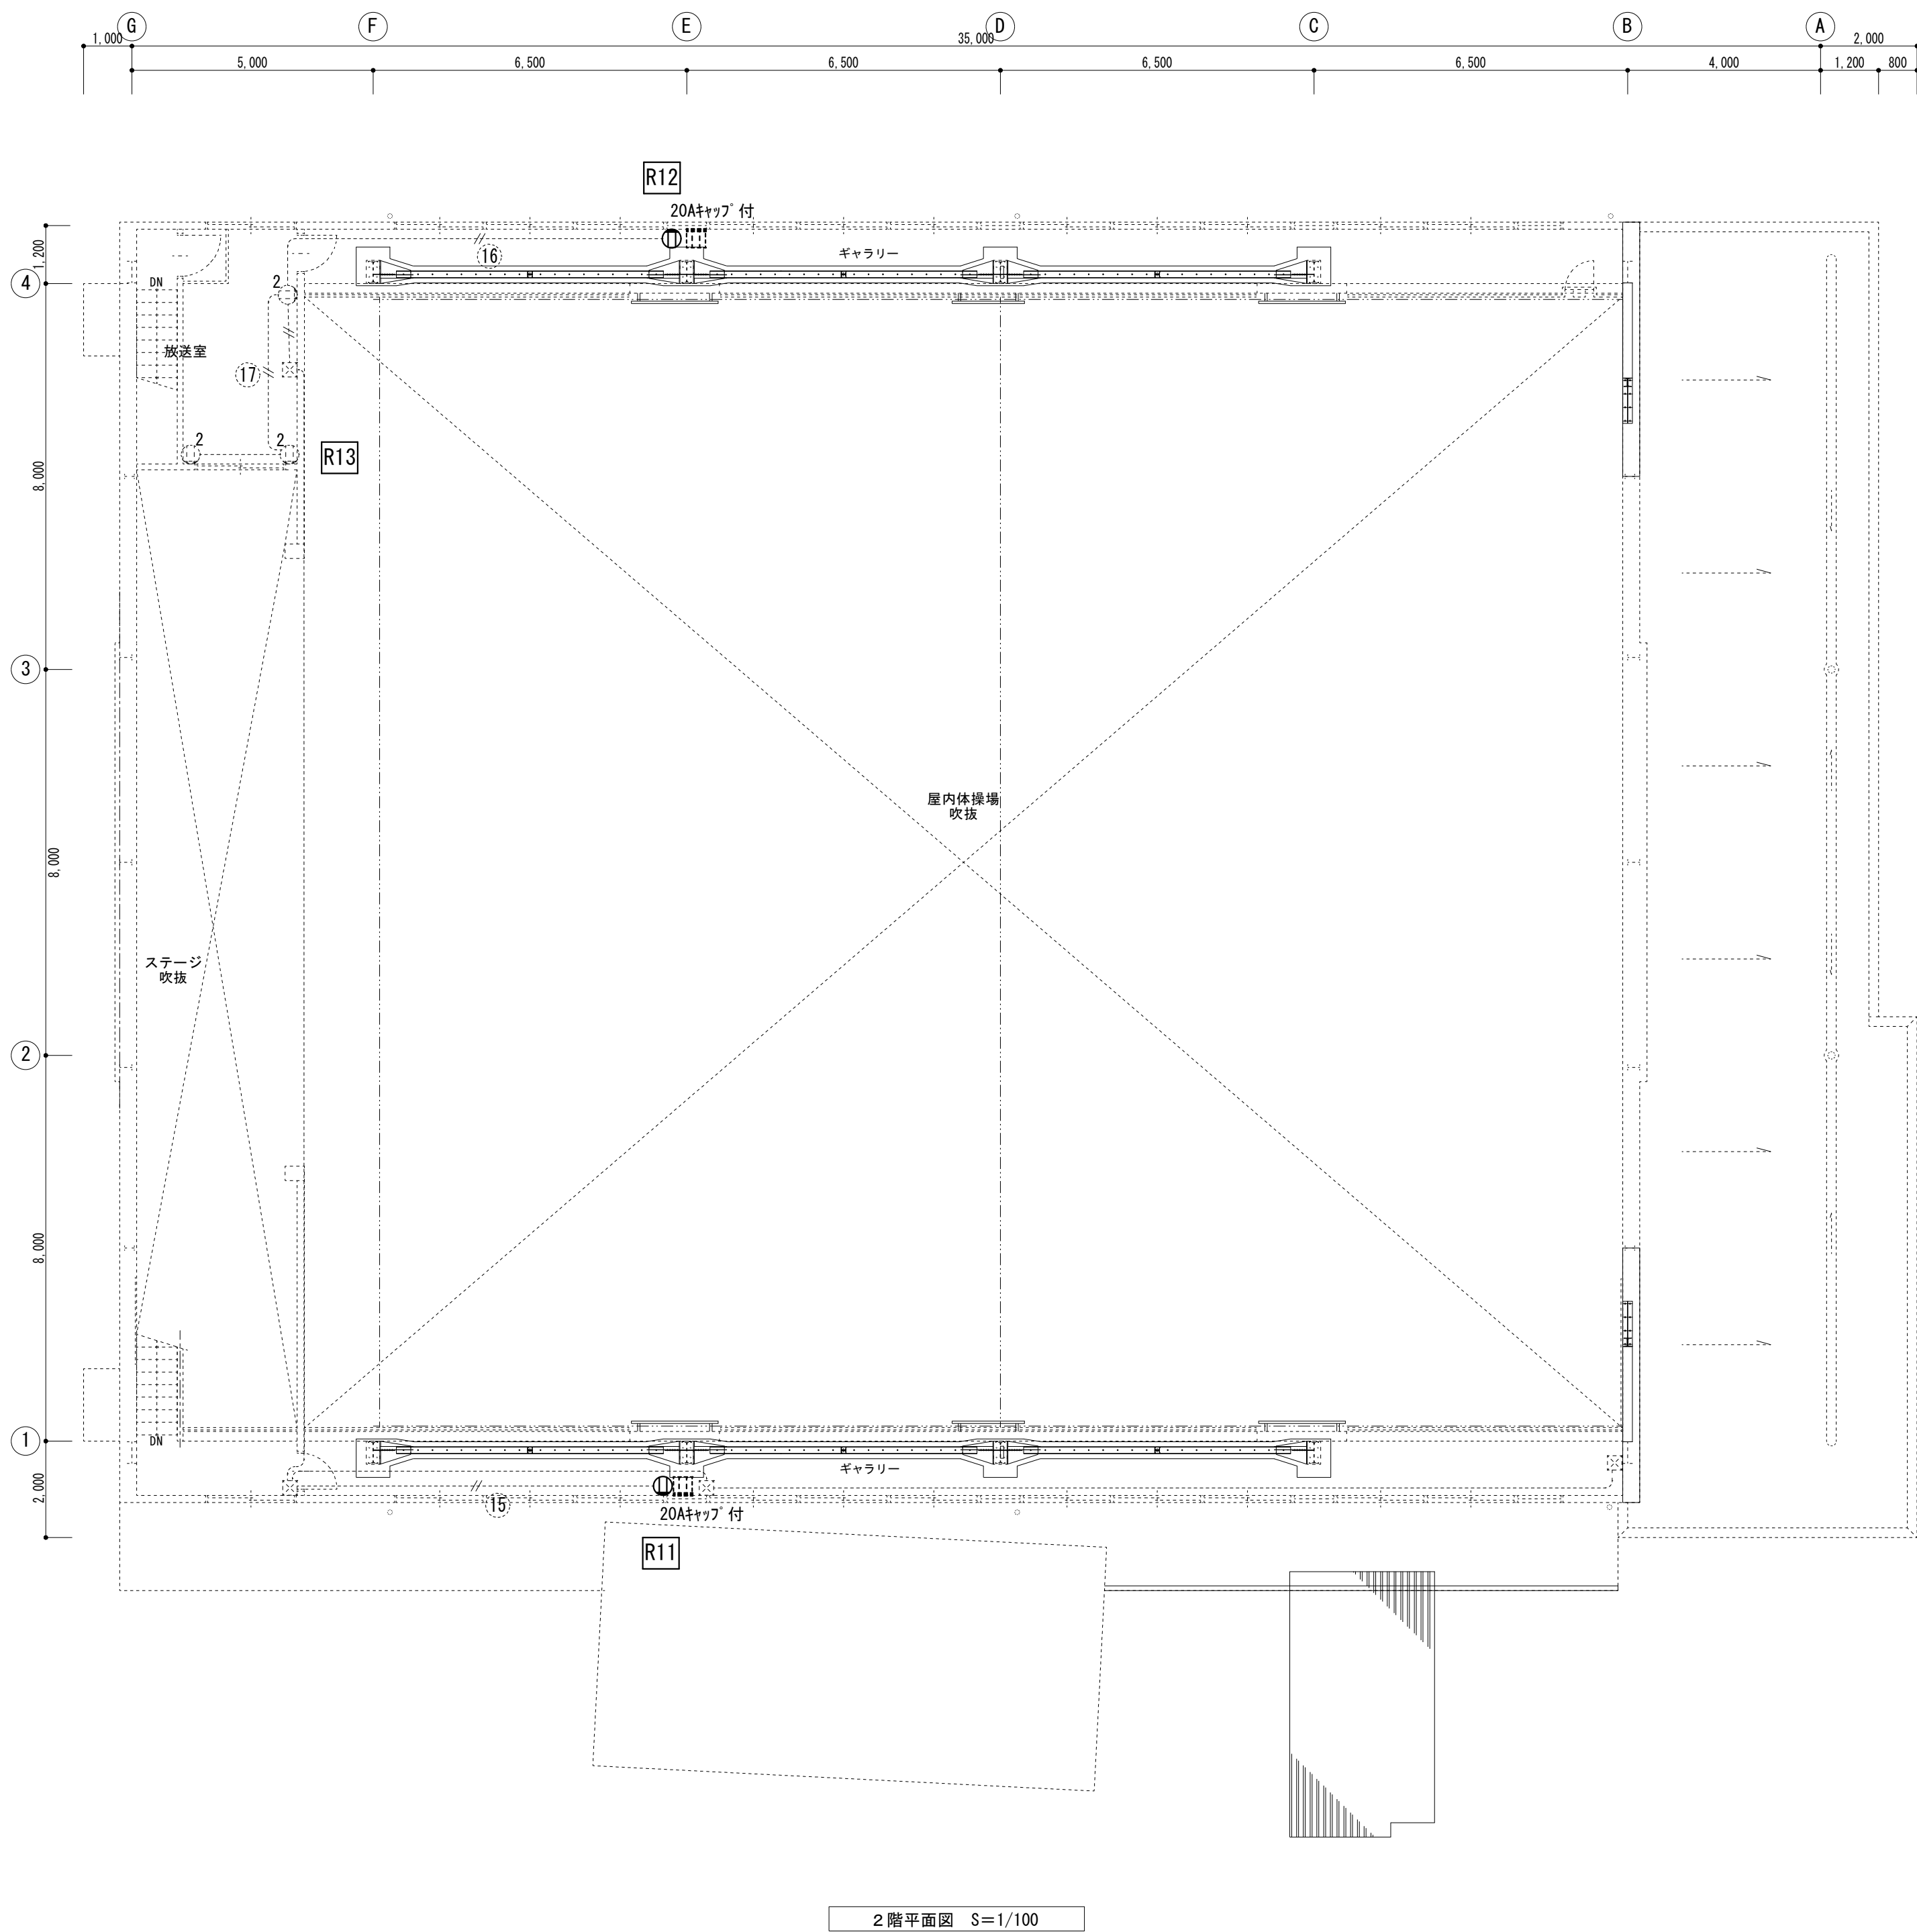 G F E D C B A
1,000 35,000 2,000
5,000 6,500 6,500 6,500 6,500 4,000 1,200 800
R12
20Aキャップ付
16
ギャラリー
1,200
4
DN
2
放送室
17
2 2
R13
8,000
3
屋内体操場
吹抜
8,000
ステージ
吹抜
2
8,000
1
DN
ギャラリー
2,000
15
20Aキャップ付
R11
2階平面図 S=1/100